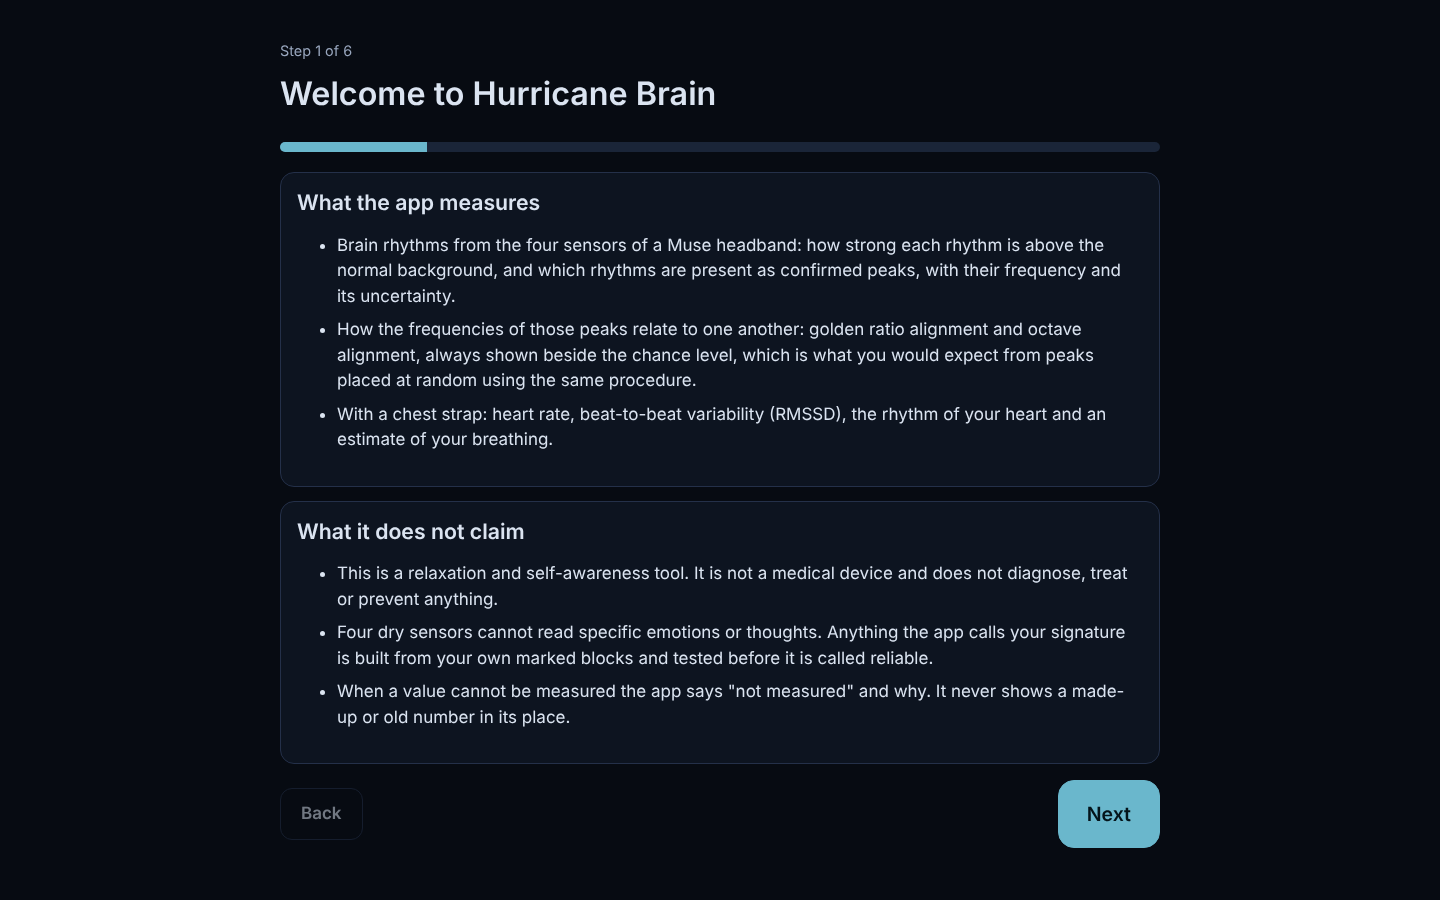 Step 1 of 6
Welcome to Hurricane Brain
What the app measures
• Brain rhythms from the four sensors of a Muse headband: how strong each rhythm is above the
normal background, and which rhythms are present as confirmed peaks, with their frequency and
its uncertainty.
• How the frequencies of those peaks relate to one another: golden ratio alignment and octave
alignment, always shown beside the chance level, which is what you would expect from peaks
placed at random using the same procedure.
• With a chest strap: heart rate, beat-to-beat variability (RMSSD), the rhythm of your heart and an
estimate of your breathing.
What it does not claim
• This is a relaxation and self-awareness tool. It is not a medical device and does not diagnose, treat
or prevent anything.
• Four dry sensors cannot read specific emotions or thoughts. Anything the app calls your signature
is built from your own marked blocks and tested before it is called reliable.
• When a value cannot be measured the app says "not measured" and why. It never shows a made-
up or old number in its place.
Back
Next